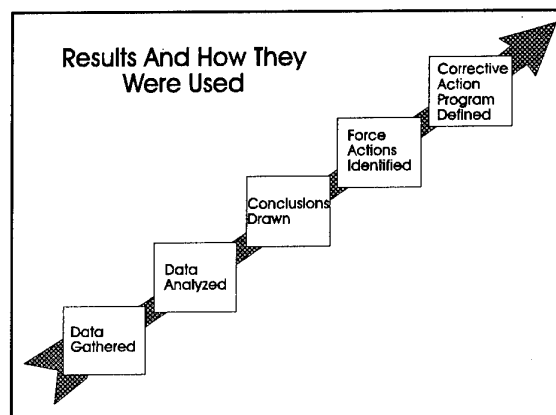 Results And How They
Were Used
Corrective
Action
Program
Defined
Force
Actions
Identified
Conclusions
Drawn
Data
Analyzed
Data
Gathered